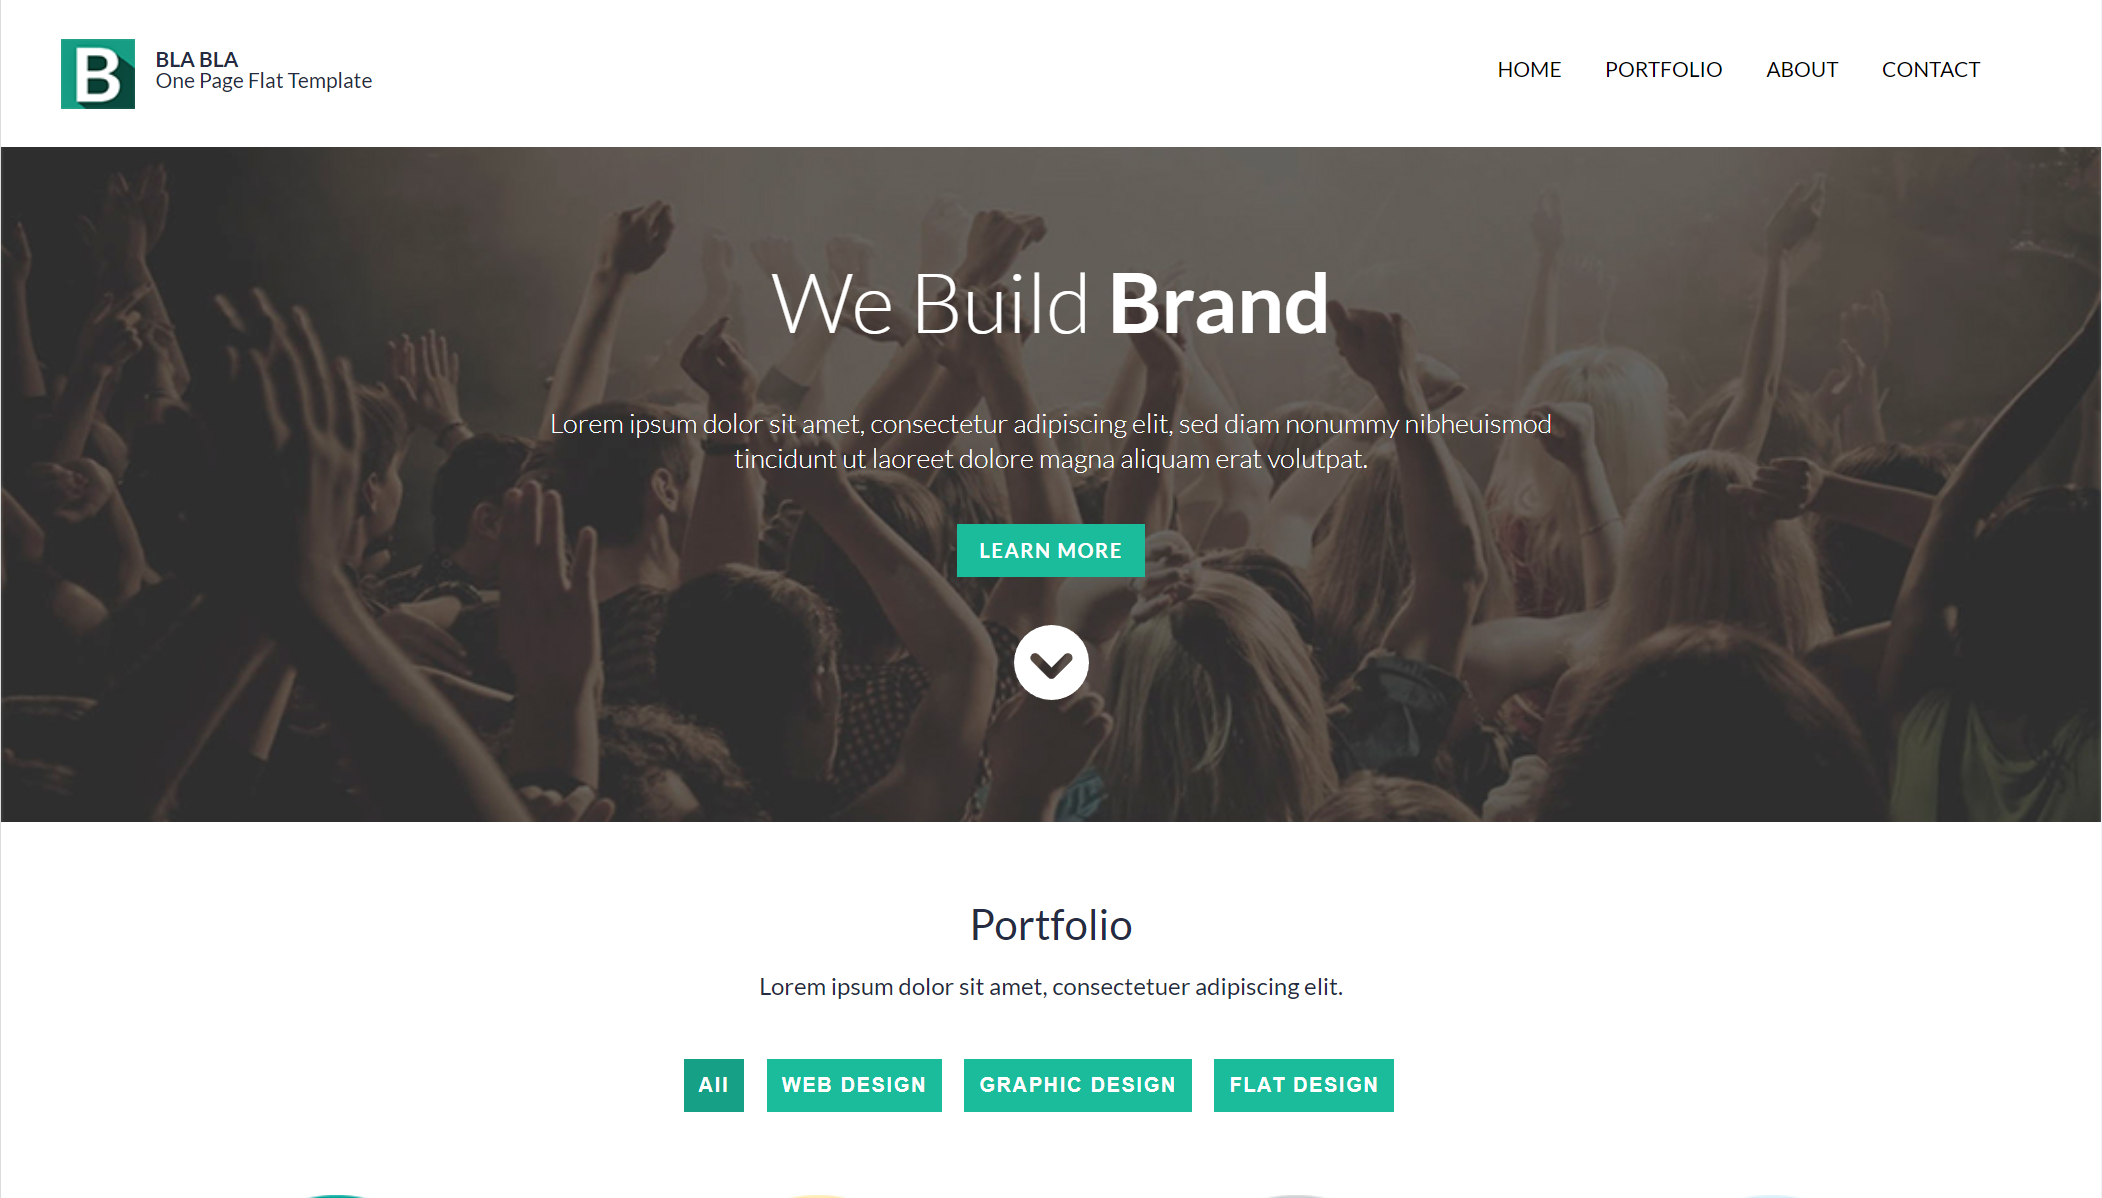 B
BLA BLA
One Page Flat Template
HOME PORTFOLIO ABOUT CONTACT
We Build Brand
Lorem ipsum dolor sit amet, consectetur adipiscing elit, sed diam nonummy nibheuismod
tincidunt ut laoreet dolore magna aliquam erat volutpat.
LEARN MORE
Portfolio
Lorem ipsum dolor sit amet, consectetuer adipiscing elit.
All WEB DESIGN GRAPHIC DESIGN FLAT DESIGN